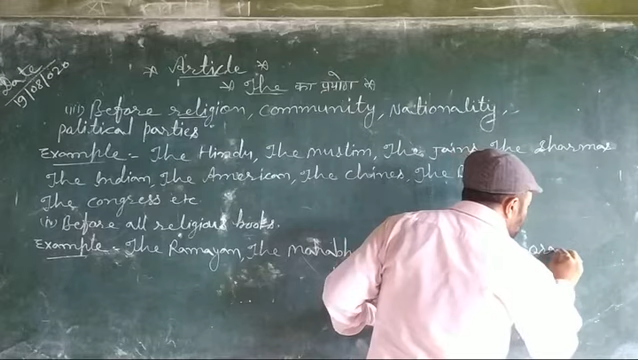 Date
19/08/020
* Article *
* The का प्रयोग *
(iii) Before religion, community, Nationality,
palitical parties
Example - The Hindu, The Muslim, The Jains, The Sharmas
The Indian, The American, The Chines, The
The Congress etc
(iv) Before all religious books.
Example - The Ramayan, The Mahabh